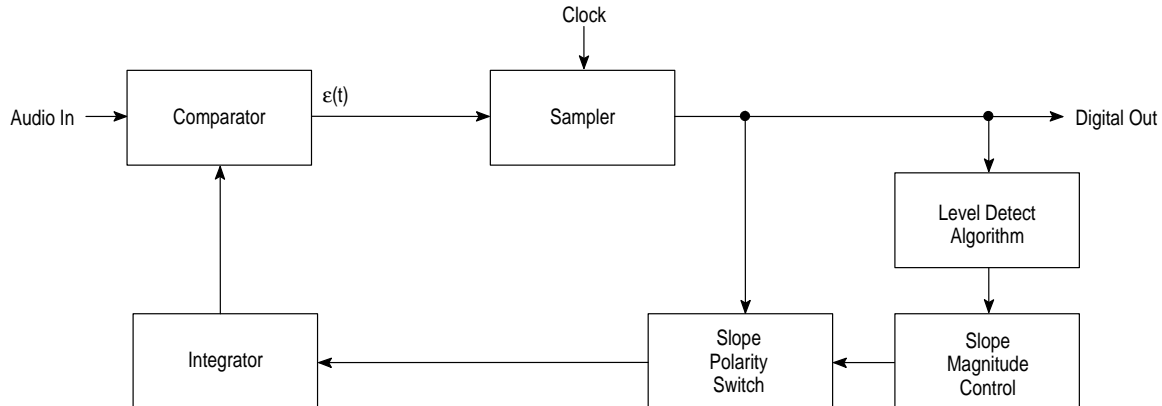 Clock
Audio In
Comparator
ε(t)
Sampler
Digital Out
Level Detect
Algorithm
Integrator
Slope
Polarity
Switch
Slope
Magnitude
Control